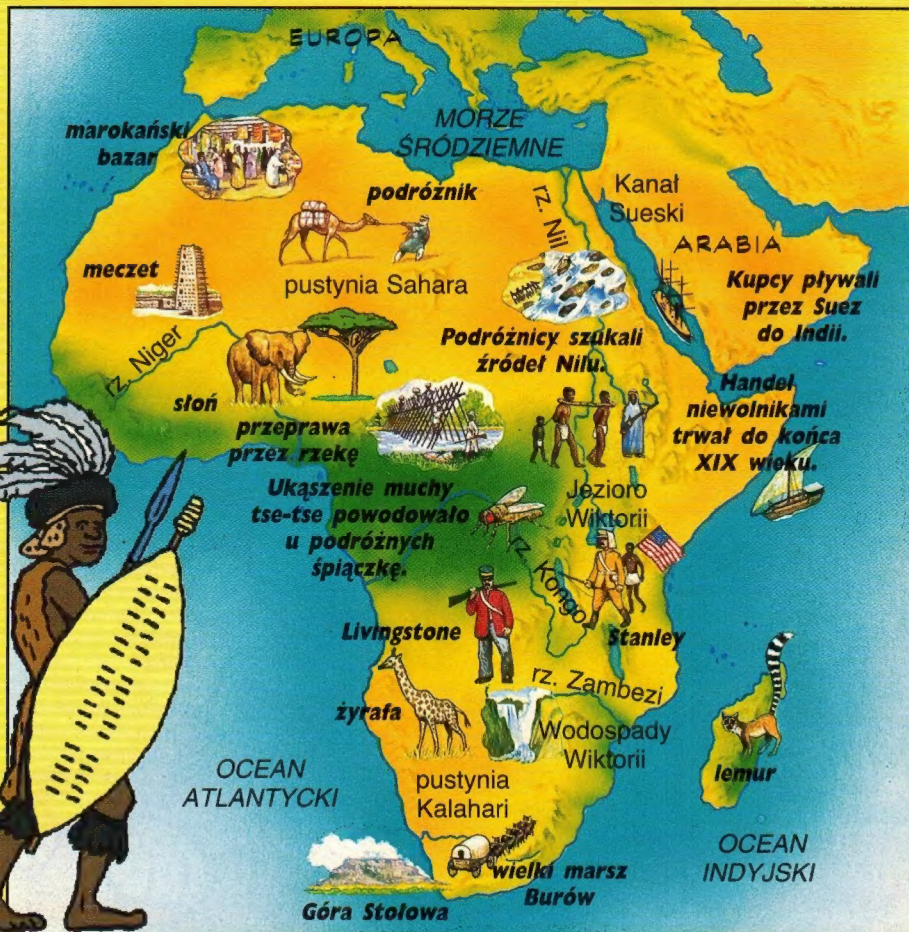 EUROPA
MORZE
ŚRÓDZIEMNE
marokański
bazar
podróżnik
rz. Nil
Kanał
Sueski
ARABIA
meczet
pustynia Sahara
Kupcy pływali
przez Suez
do Indii.
rz. Niger
Podróżnicy szukali
źródeł Nilu.
słoń
Handel
niewolnikami
trwał do końca
XIX wieku.
przeprawa
przez rzekę
Ukąszenie muchy
tse-tse powodowało
u podróżnych
śpiączkę.
Jezioro
Wiktorii
rz. Kongo
Livingstone
Stanley
rz. Zambezi
żyrafa
Wodospady
Wiktorii
lemur
OCEAN
ATLANTYCKI
pustynia
Kalahari
OCEAN
INDYJSKI
wielki marsz
Burów
Góra Stołowa